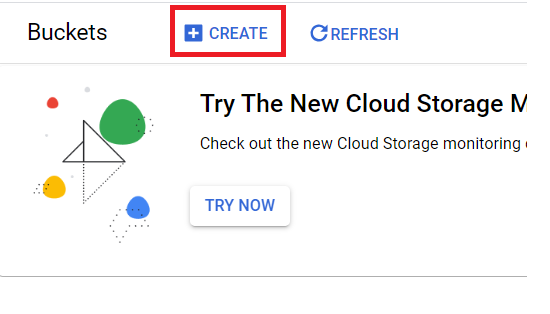 Buckets
CREATE
REFRESH
Try The New Cloud Storage
Check out the new Cloud Storage monitoring
TRY NOW